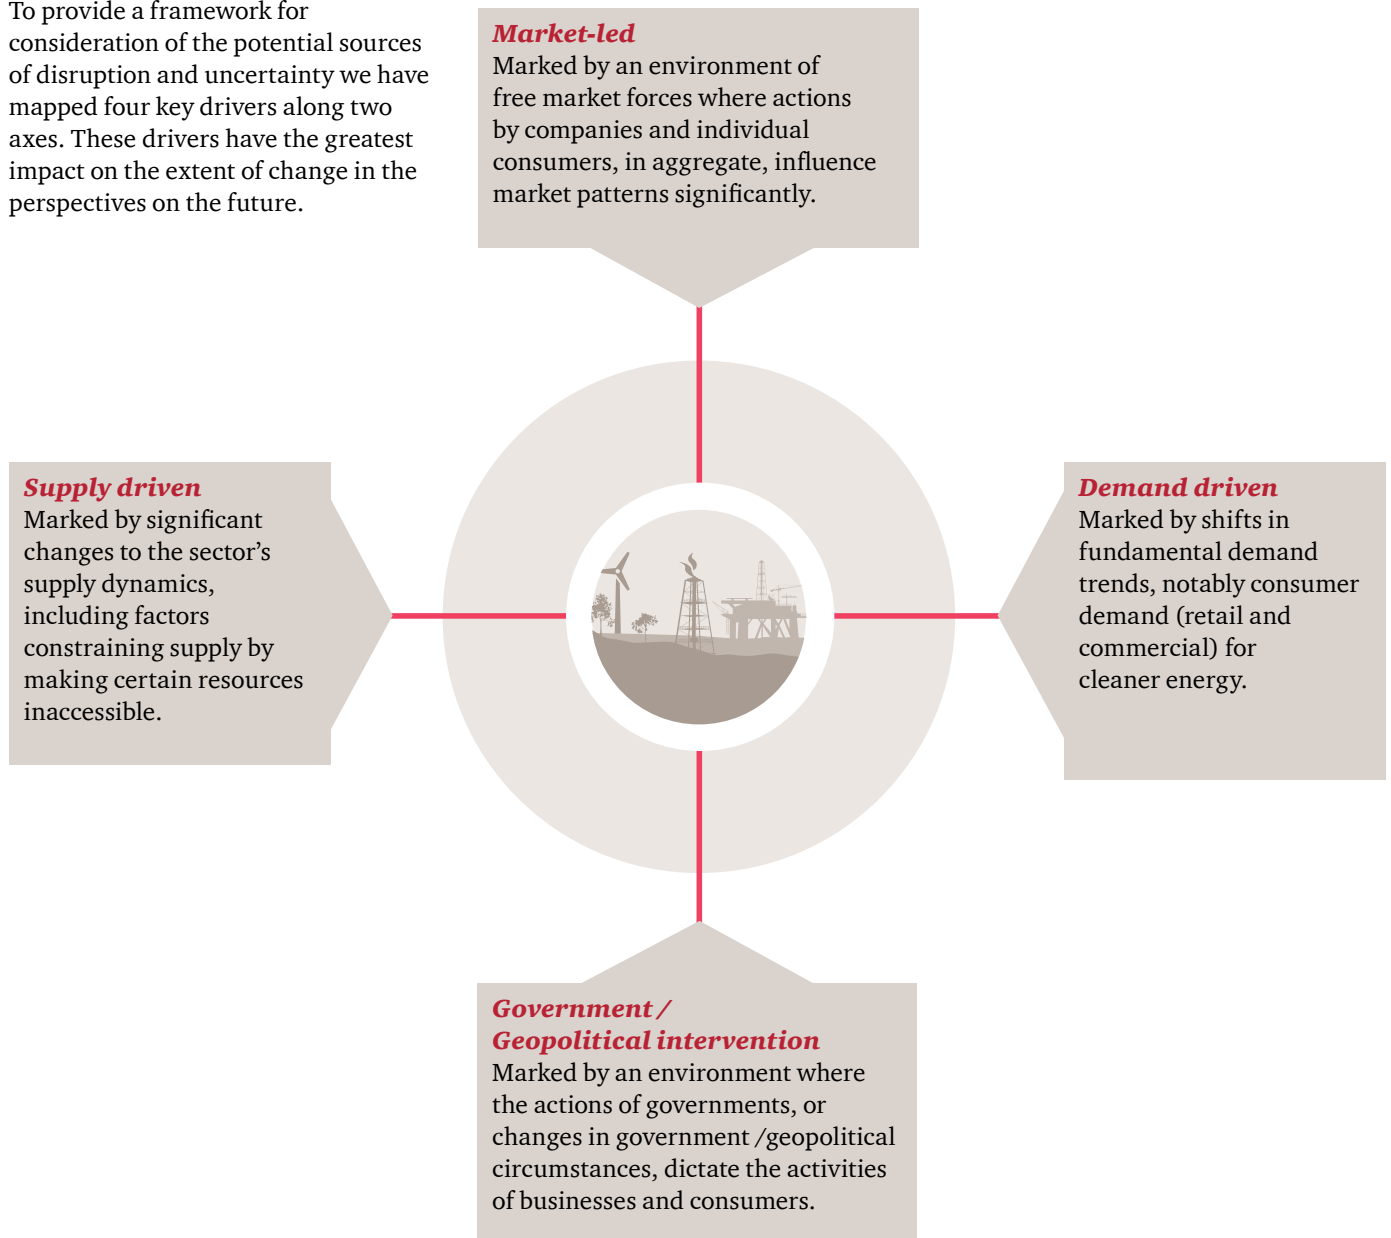 To provide a framework for
consideration of the potential sources
of disruption and uncertainty we have
mapped four key drivers along two
axes. These drivers have the greatest
impact on the extent of change in the
perspectives on the future.
Market-led
Marked by an environment of
free market forces where actions
by companies and individual
consumers, in aggregate, influence
market patterns significantly.
Supply driven
Marked by significant
changes to the sector’s
supply dynamics,
including factors
constraining supply by
making certain resources
inaccessible.
Demand driven
Marked by shifts in
fundamental demand
trends, notably consumer
demand (retail and
commercial) for
cleaner energy.
Government /
Geopolitical intervention
Marked by an environment where
the actions of governments, or
changes in government /geopolitical
circumstances, dictate the activities
of businesses and consumers.